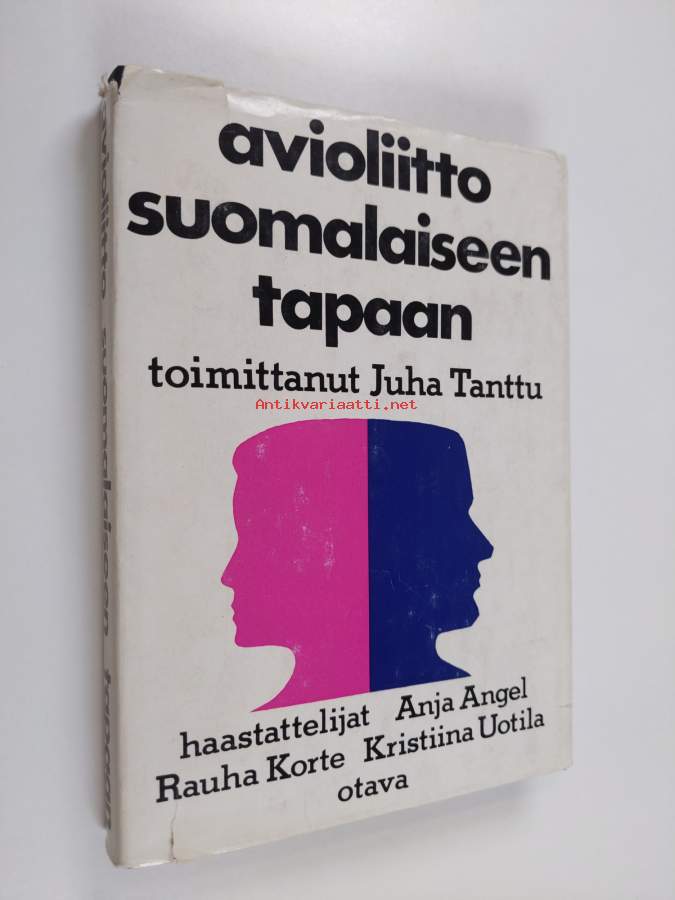 avioliitto
suomalaiseen
tapaan
toimittanut Juha Tanttu
Antikvariaatti.net
haastattelijat Anja Angel
Rauha Korte Kristiina Uotila
otava
avioliitto suomalaiseen tapaan